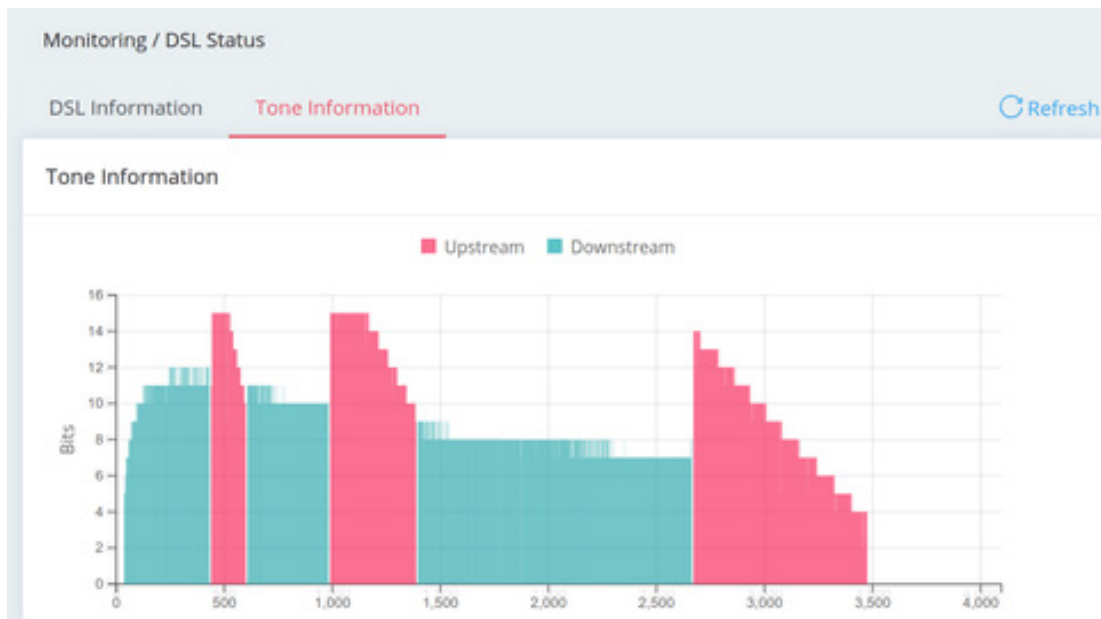 Monitoring / DSL Status
DSL Information Tone Information Refresh
Tone Information
Upstream Downstream
16
14
12
10
8
6
4
2
0
Bits
0 500 1,000 1,500 2,000 2,500 3,000 3,500 4,000